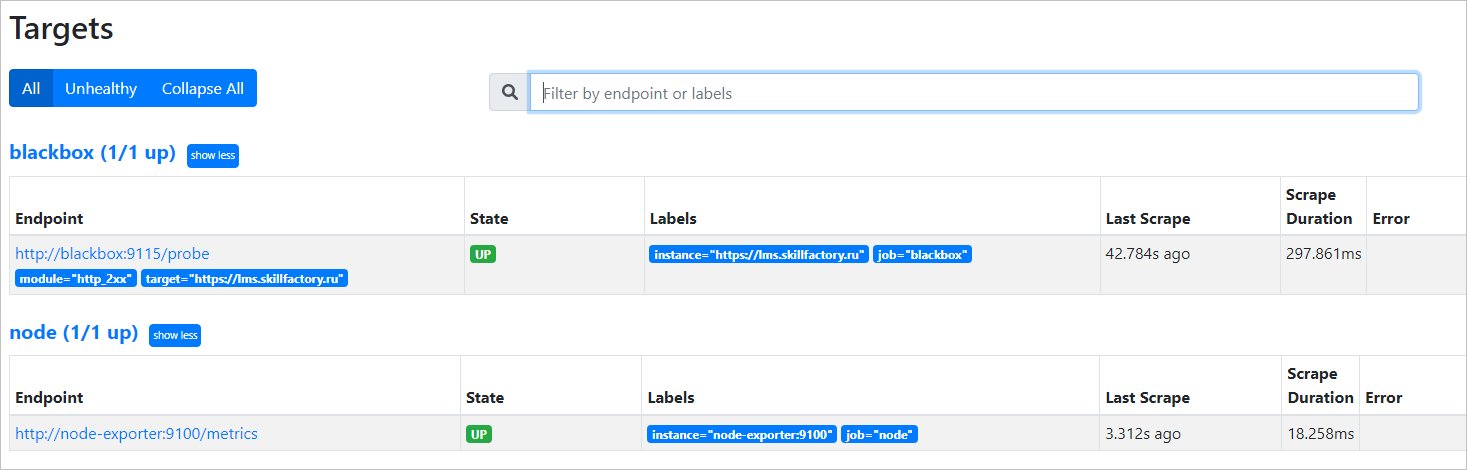 Targets
All Unhealthy Collapse All
Filter by endpoint or labels
blackbox (1/1 up) show less
Endpoint State Labels Last Scrape Scrape Duration Error
http://blackbox:9115/probe UP instance="https://lms.skillfactory.ru" job="blackbox" 42.784s ago 297.861ms
module="http_2xx" target="https://lms.skillfactory.ru"
node (1/1 up) show less
Endpoint State Labels Last Scrape Scrape Duration Error
http://node-exporter:9100/metrics UP instance="node-exporter:9100" job="node" 3.312s ago 18.258ms